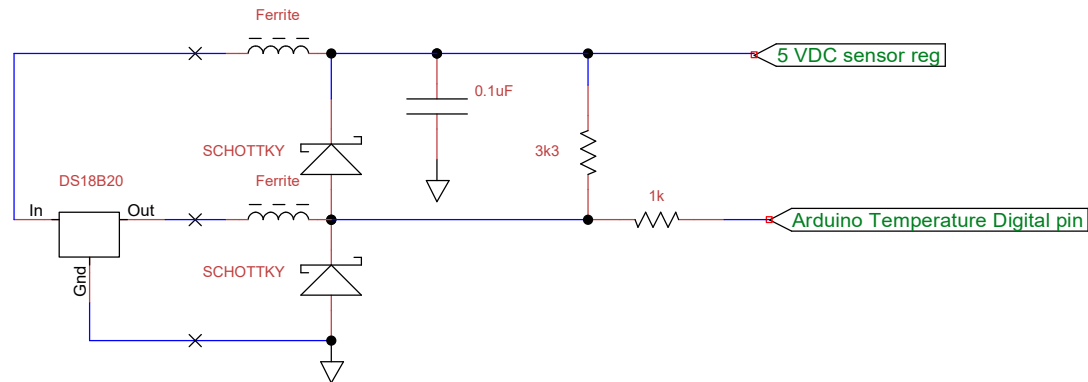 Ferrite
5 VDC sensor reg
0.1uF
SCHOTTKY
3k3
DS18B20
Ferrite
In
Out
1k
Arduino Temperature Digital pin
SCHOTTKY
Gnd